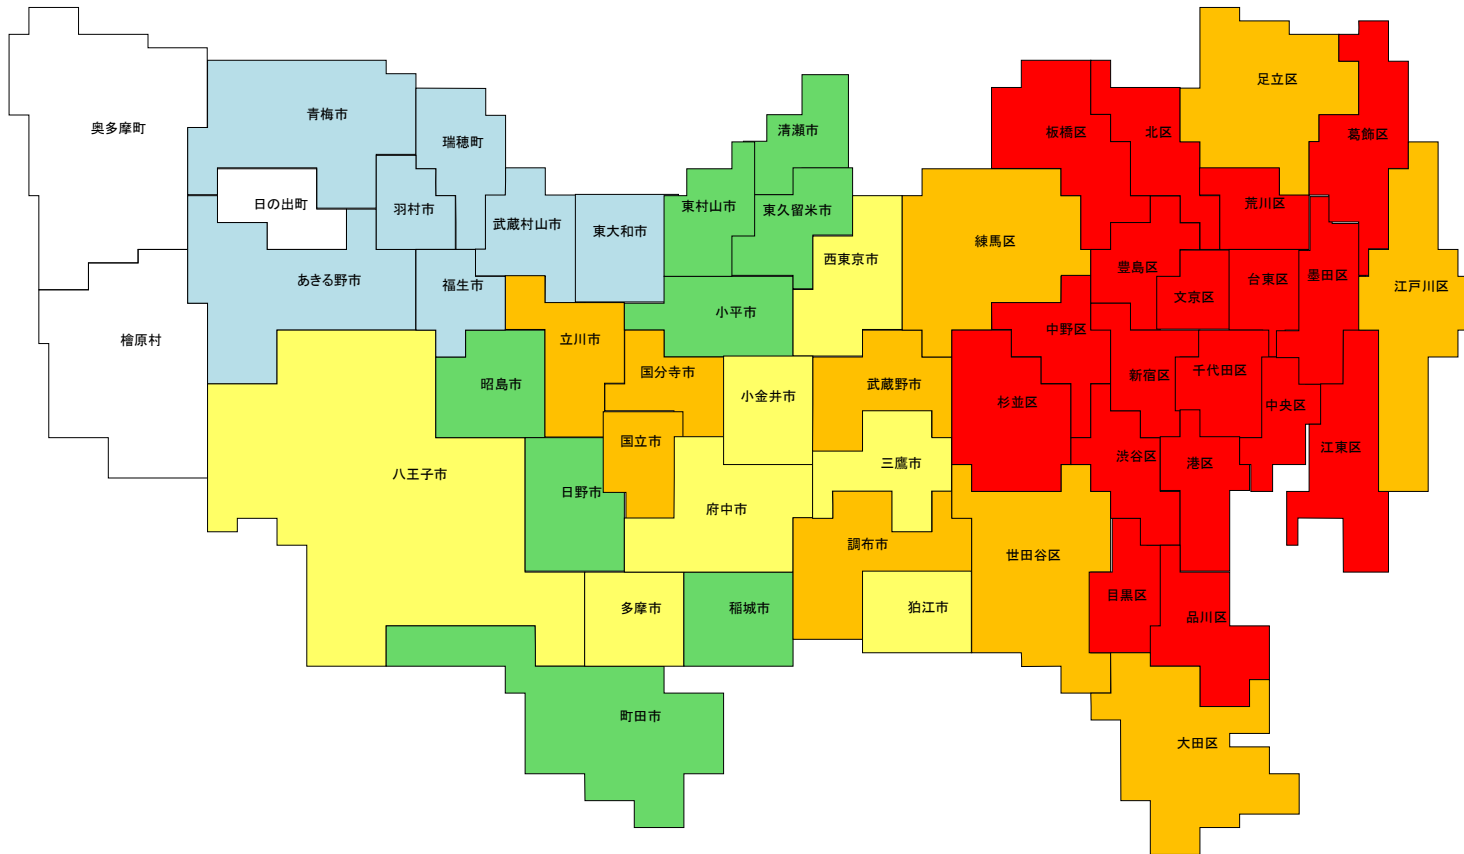 足立区
奥多摩町
青梅市
瑞穂町
清瀬市
板橋区
北区
葛飾区
日の出町
羽村市
武蔵村山市
東大和市
東村山市
東久留米市
荒川区
練馬区
西東京市
豊島区
文京区
台東区
墨田区
江戸川区
あきる野市
福生市
小平市
檜原村
立川市
中野区
国分寺市
昭島市
武蔵野市
小金井市
杉並区
新宿区
千代田区
中央区
国立市
江東区
八王子市
三鷹市
渋谷区
港区
日野市
府中市
調布市
世田谷区
多摩市
稲城市
狛江市
目黒区
品川区
町田市
大田区